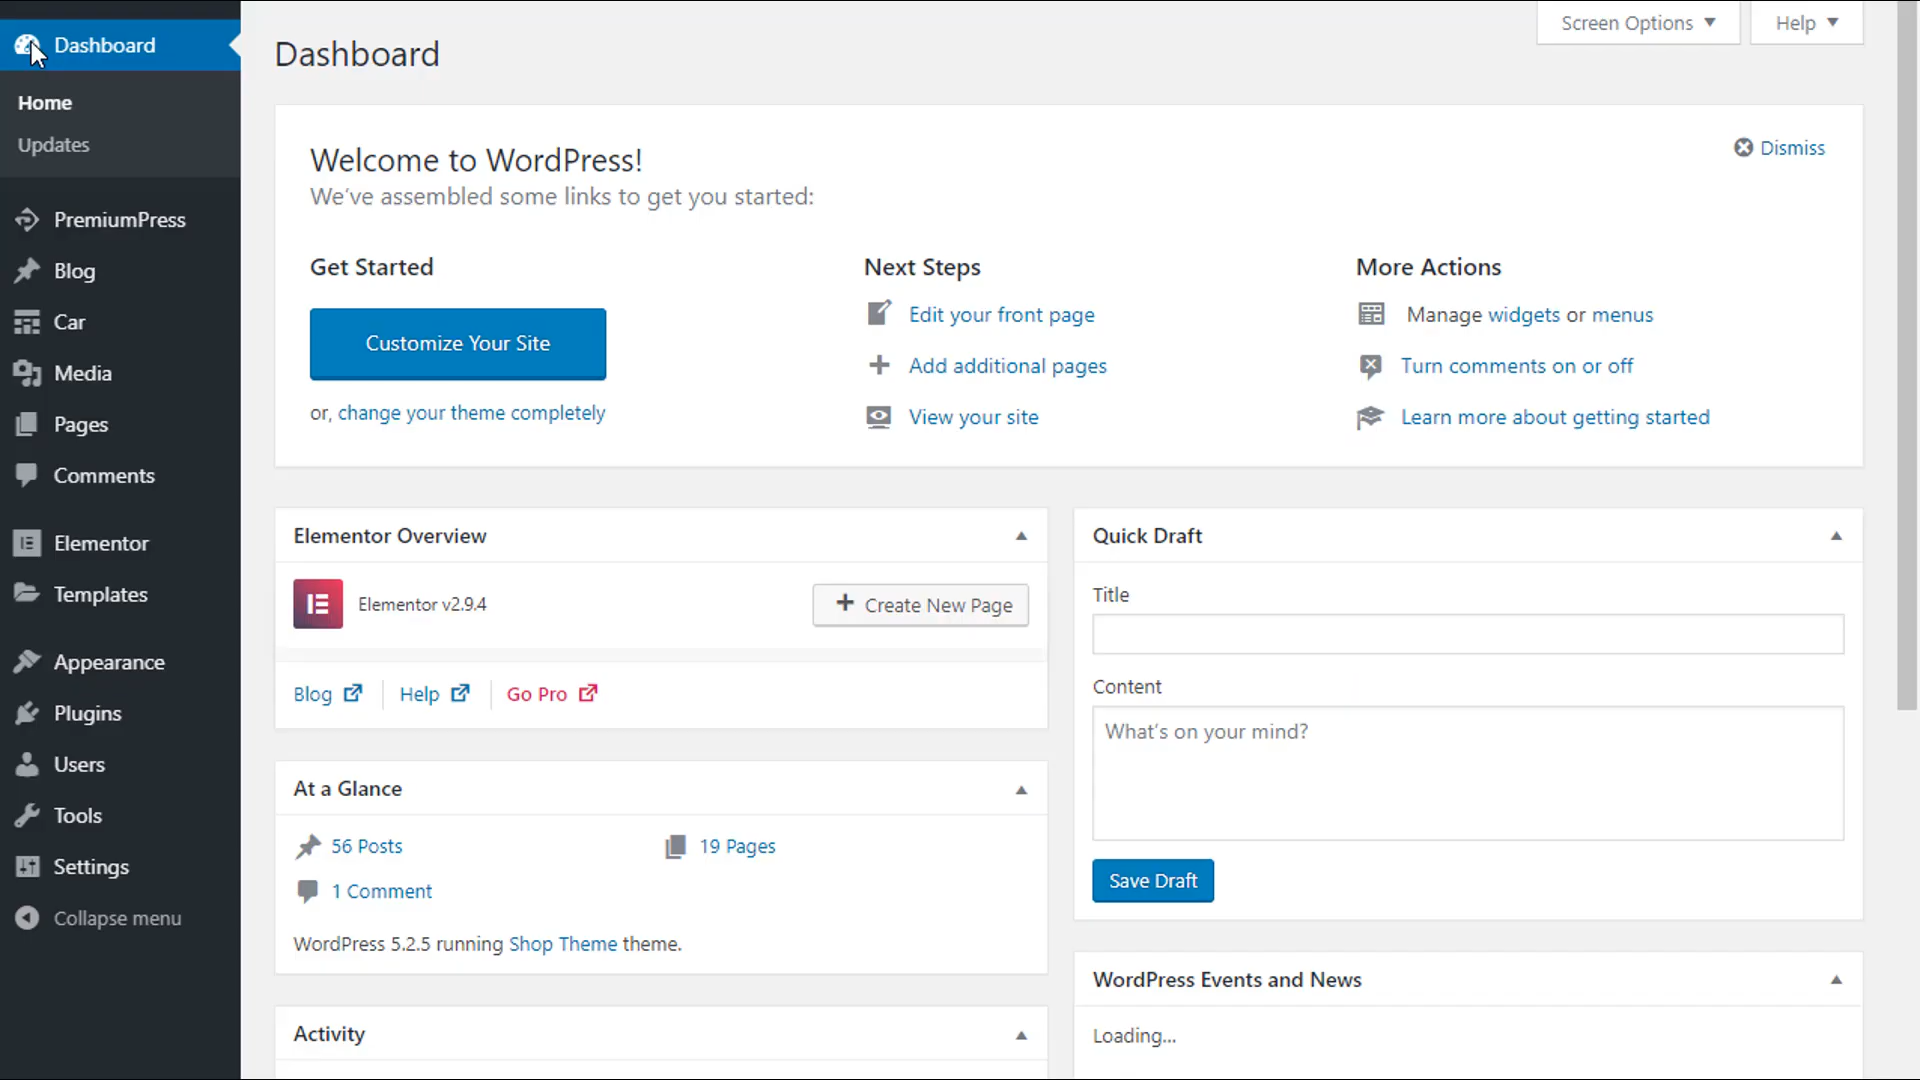 Dashboard
Home
Updates
PremiumPress
Blog
Car
Media
Pages
Comments
Elementor
Templates
Appearance
Plugins
Users
Tools
Settings
Collapse menu
Screen Options
Help
Dashboard
Welcome to WordPress!
We've assembled some links to get you started:
Dismiss
Get Started
Customize Your Site
or, change your theme completely
Next Steps
Edit your front page
Add additional pages
View your site
More Actions
Manage widgets or menus
Turn comments on or off
Learn more about getting started
Elementor Overview
Elementor v2.9.4
+ Create New Page
Blog
Help
Go Pro
At a Glance
56 Posts
19 Pages
1 Comment
WordPress 5.2.5 running Shop Theme theme.
Activity
Quick Draft
Title
Content
What's on your mind?
Save Draft
WordPress Events and News
Loading...